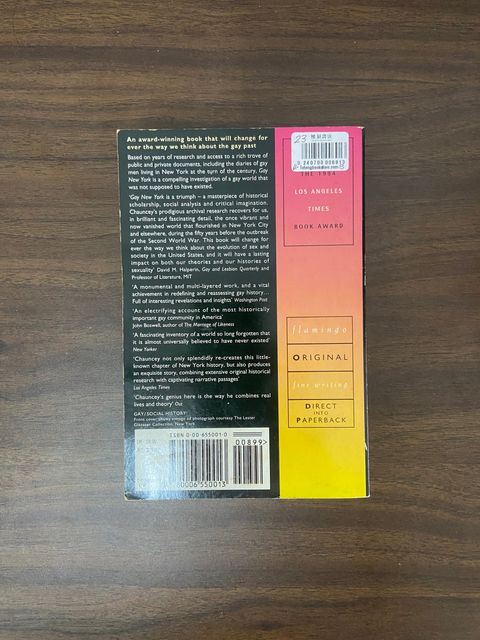 An award-winning book that will change for
ever the way we think about the gay past
Based on years of research and access to a rich trove of
public and private documents, including the diaries of gay
men living in New York at the turn of the century, Gay
New York is a compelling investigation of a gay world that
was not supposed to have existed.
'Gay New York is a triumph – a masterpiece of historical
scholarship, social analysis and critical imagination.
Chauncey's prodigious archival research recovers for us,
in brilliant and fascinating detail, the once vibrant and
now vanished world that flourished in New York City
and elsewhere, during the fifty years before the outbreak
of the Second World War. This book will change for
ever the way we think about the evolution of sex and
society in the United States, and it will have a lasting
impact on both our theories and our histories of
sexuality' David M. Halperin, Gay and Lesbian Quarterly and
Professor of Literature, MIT
'A monumental and multi-layered work, and a vital
achievement in redefining and reassessing gay history…
Full of interesting revelations and insights' Washington Post
'An electrifying account of the most historically
important gay community in America'
John Boswell, author of The Marriage of Likeness
'A fascinating inventory of a world so long forgotten that
it is almost universally believed to have never existed'
New Yorker
'Chauncey not only splendidly re-creates this little-
known chapter of New York history, but also produces
an exquisite story, combining extensive original historical
research with captivating narrative passages'
Los Angeles Times
'Chauncey's genius here is the way he combines real
lives and theory' Out
GAY/SOCIAL HISTORY
Front cover shows image of photograph courtesy The Lester
Glassner Collection, New York
ISBN 0-00-655001-0
00899>
780006550013
23
THE 1994
LOS ANGELES
TIMES
BOOK AWARD
flamingo
ORIGINAL
fine writing
DIRECT
INTO
PAPERBACK